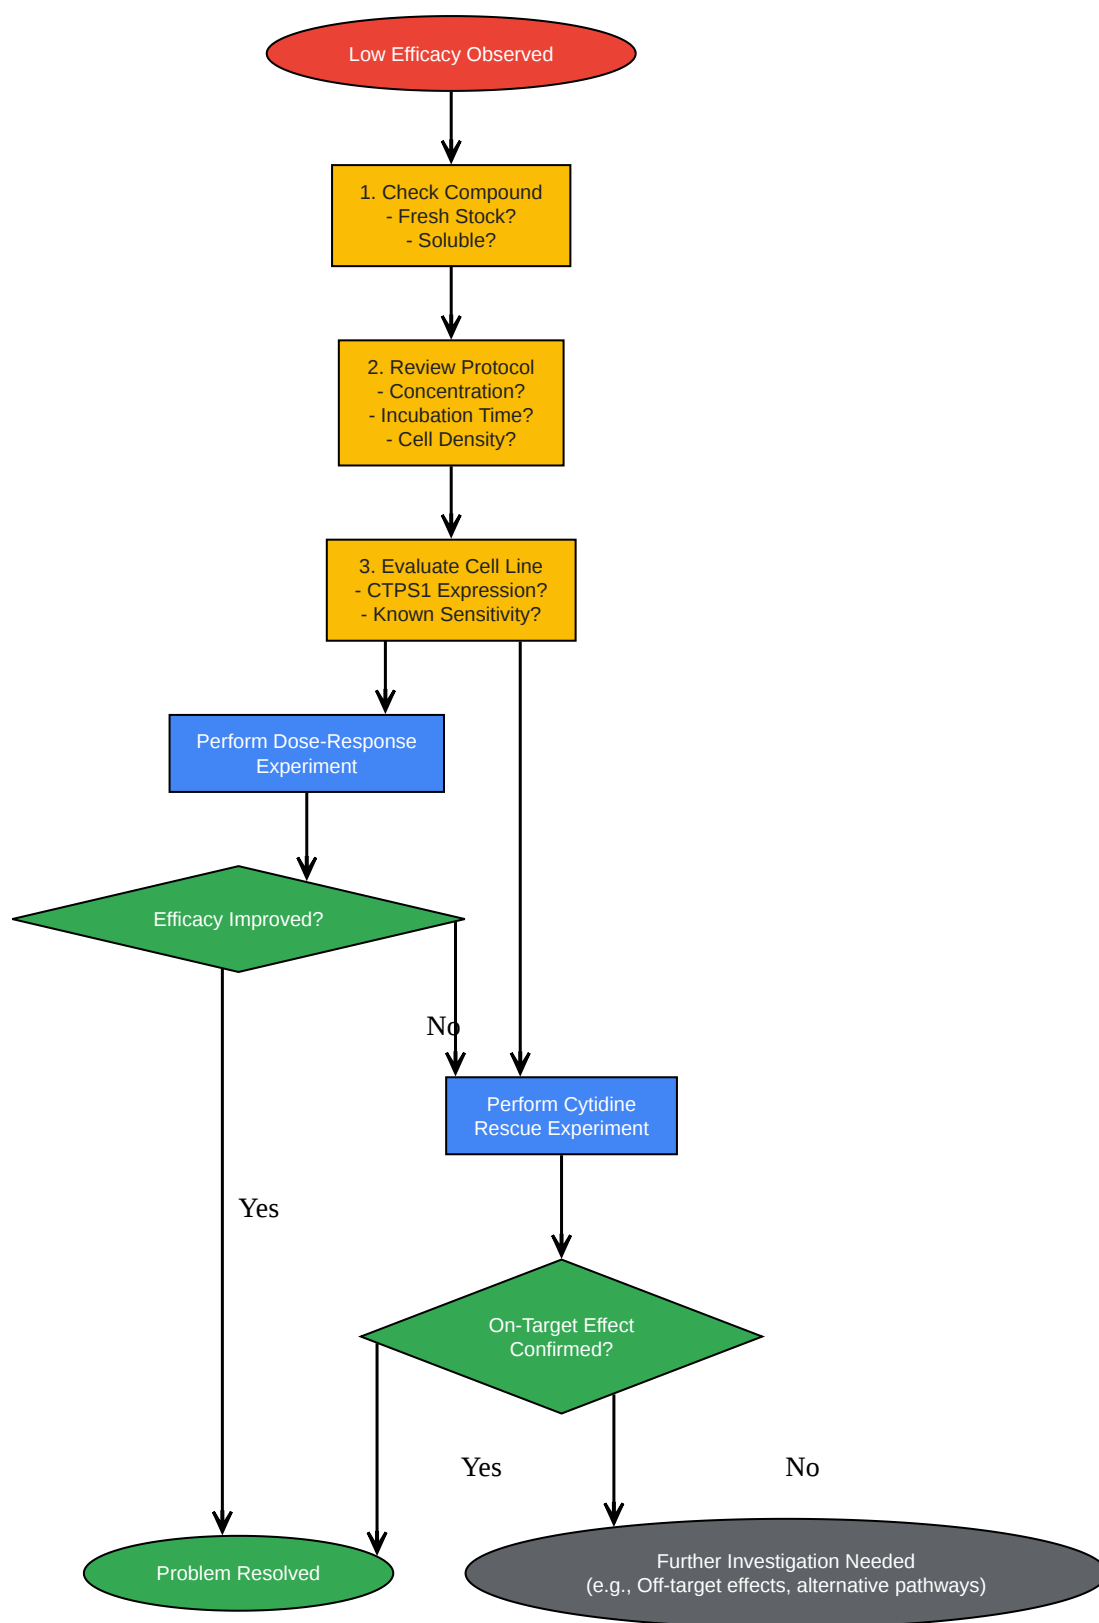 Low Efficacy Observed
1. Check Compound
- Fresh Stock?
- Soluble?
2. Review Protocol
- Concentration?
- Incubation Time?
- Cell Density?
3. Evaluate Cell Line
- CTPS1 Expression?
- Known Sensitivity?
Perform Dose-Response
Experiment
Efficacy Improved?
No
Perform Cytidine
Rescue Experiment
Yes
On-Target Effect
Confirmed?
Yes
No
Problem Resolved
Further Investigation Needed
(e.g., Off-target effects, alternative pathways)